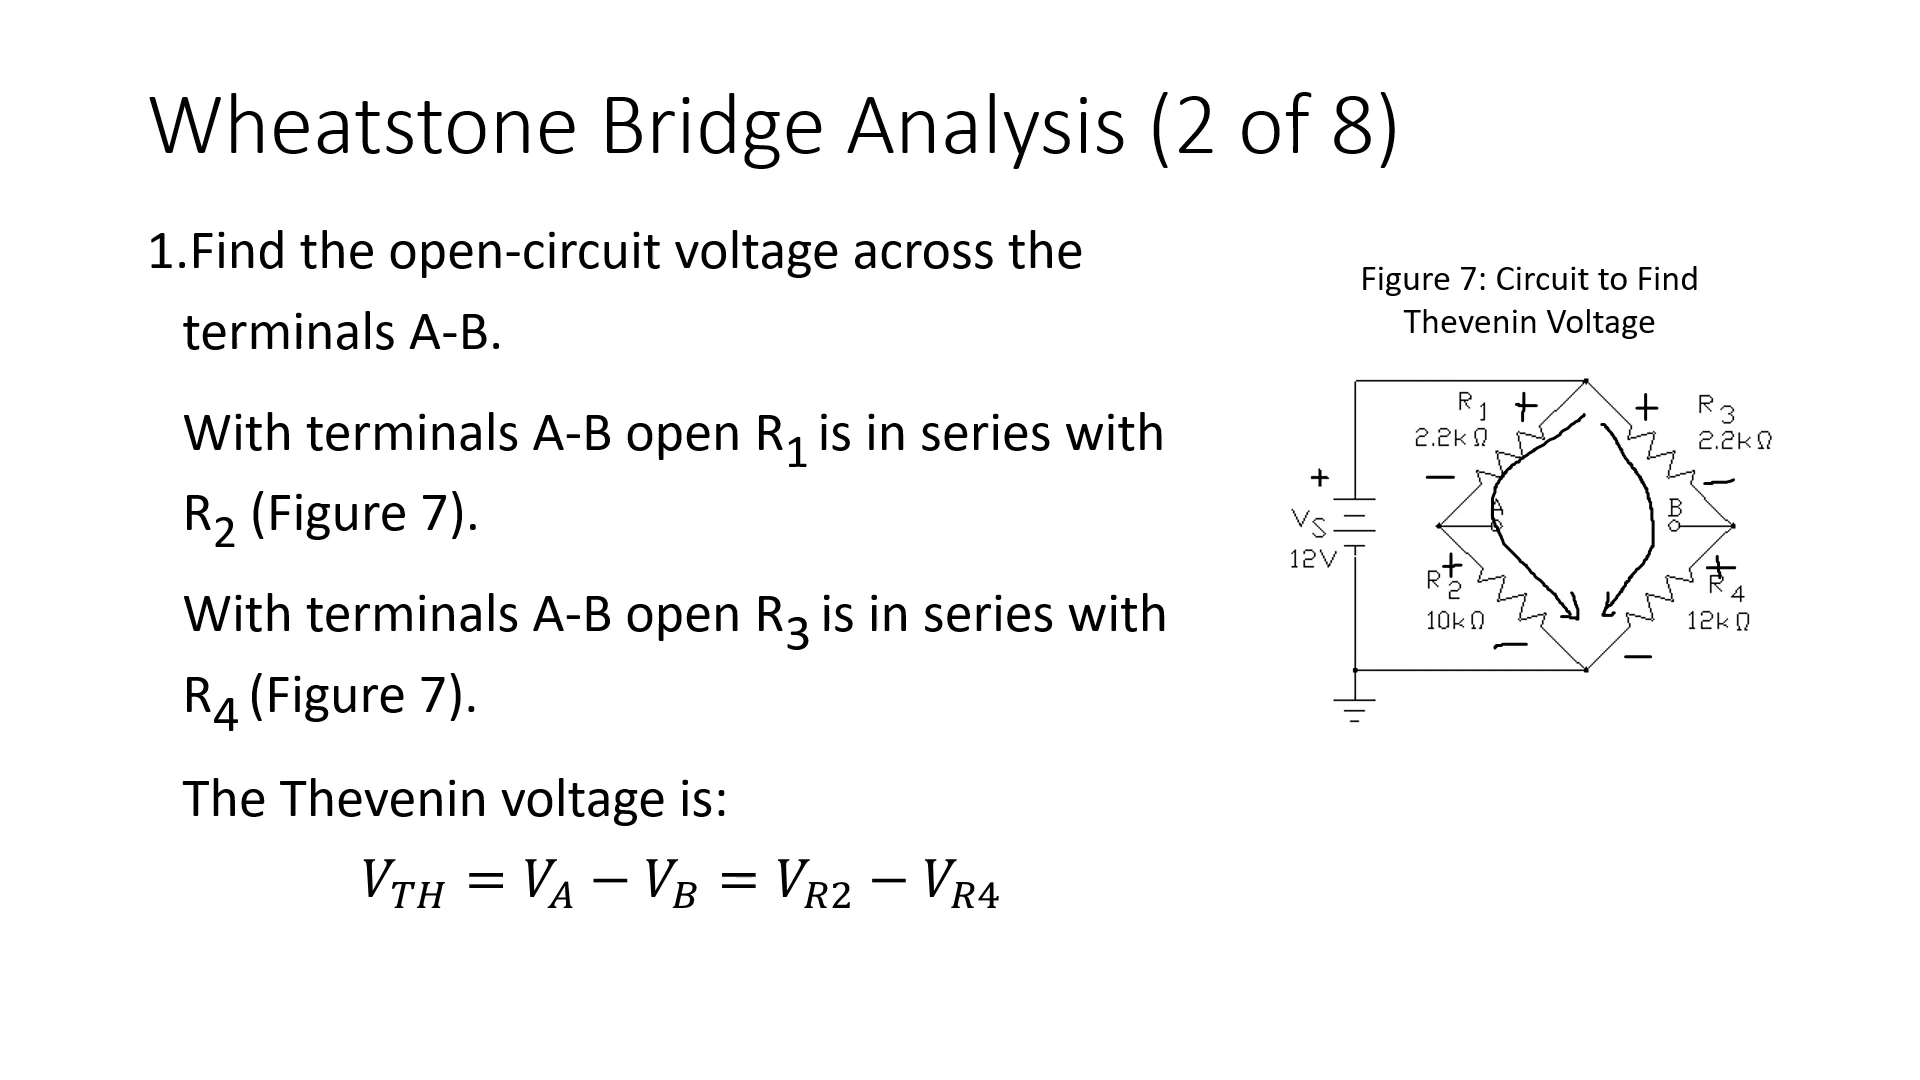 Wheatstone Bridge Analysis (2 of 8)
1.Find the open-circuit voltage across the
terminals A-B.
With terminals A-B open R₁ is in series with
R₂ (Figure 7).
With terminals A-B open R₃ is in series with
R₄ (Figure 7).
The Thevenin voltage is:
V_TH = V_A − V_B = V_R2 − V_R4
Figure 7: Circuit to Find
Thevenin Voltage
R₁ +
2.2kΩ
−
+ R₃
2.2kΩ
−
+
V_S
12V
A
B
+
R₂
10kΩ
−
+
R₄
12kΩ
−